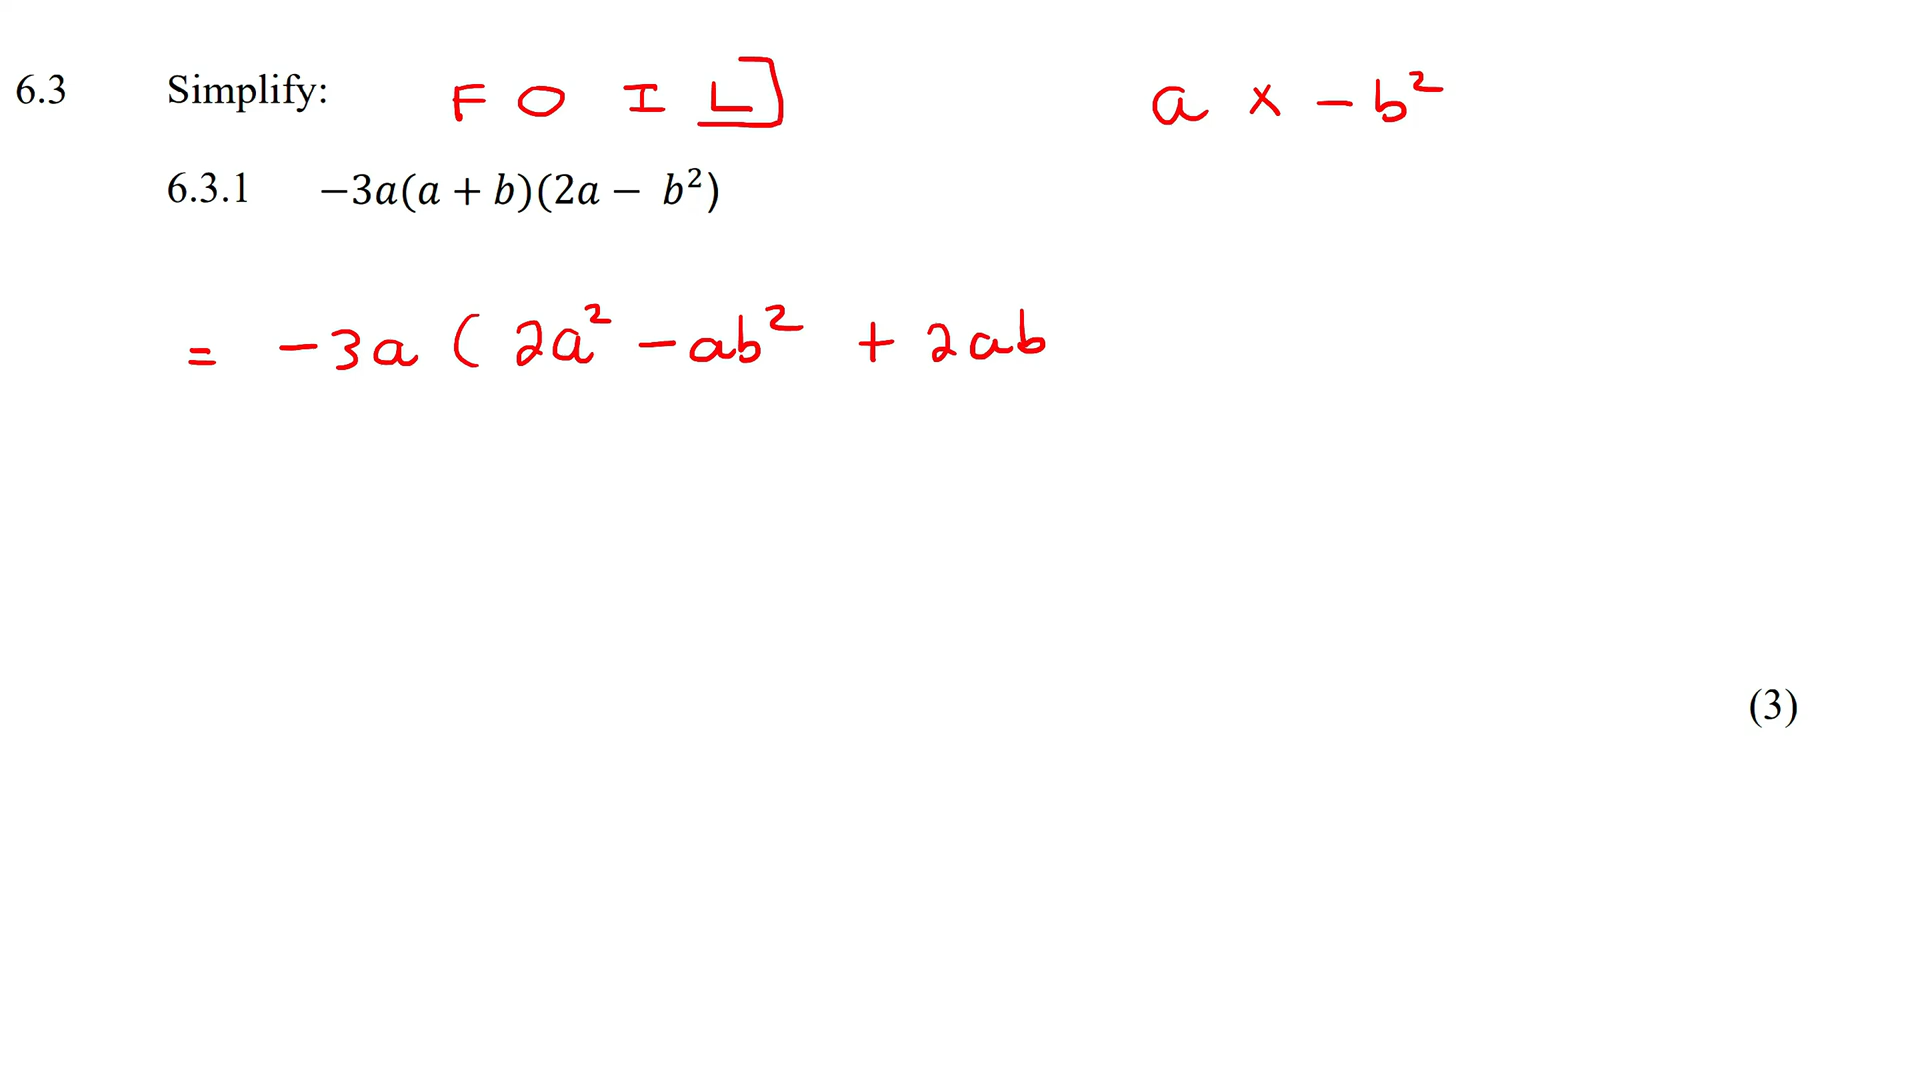 6.3 Simplify: F O I L a x - b²
6.3.1 −3a(a + b)(2a − b²)
= -3a ( 2a² - ab² + 2ab
(3)